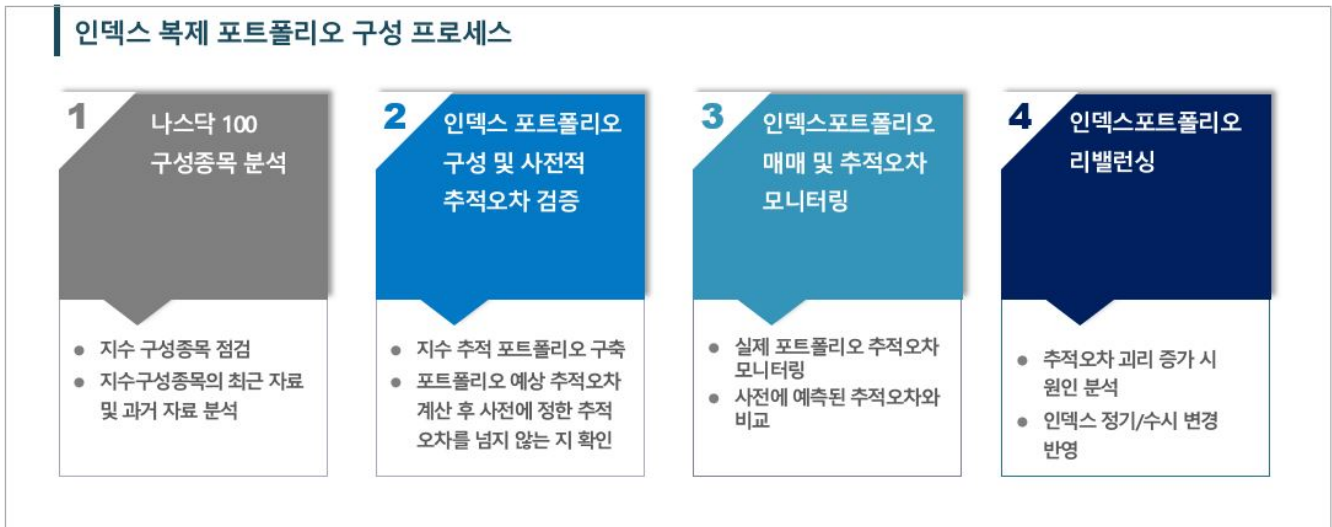 인덱스 복제 포트폴리오 구성 프로세스
1
나스닥 100
구성종목 분석
● 지수 구성종목 점검
● 지수구성종목의 최근 자료
및 과거 자료 분석
2
인덱스 포트폴리오
구성 및 사전적
추적오차 검증
● 지수 추적 포트폴리오 구축
● 포트폴리오 예상 추적오차
계산 후 사전에 정한 추적
오차를 넘지 않는 지 확인
3
인덱스포트폴리오
매매 및 추적오차
모니터링
● 실제 포트폴리오 추적오차
모니터링
● 사전에 예측된 추적오차와
비교
4
인덱스포트폴리오
리밸런싱
● 추적오차 괴리 증가 시
원인 분석
● 인덱스 정기/수시 변경
반영